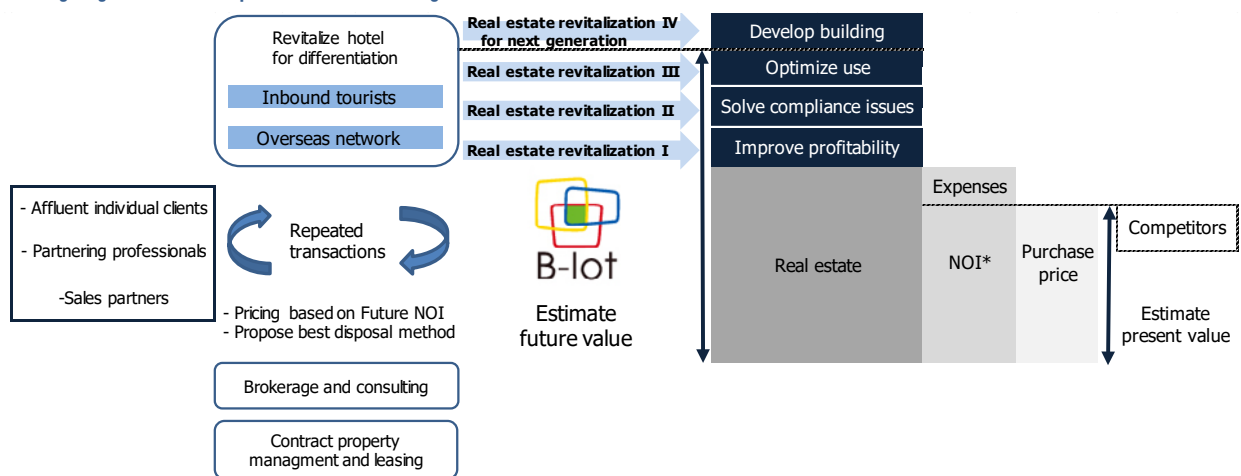 Revitalize hotel
for differentiation
Inbound tourists
Overseas network
Real estate revitalization IV
for next generation
Real estate revitalization III
Real estate revitalization II
Real estate revitalization I
Develop building
Optimize use
Solve compliance issues
Improve profitability
- Affluent individual clients
- Partnering professionals
-Sales partners
Repeated
transactions
- Pricing based on Future NOI
- Propose best disposal method
B-lot
Estimate
future value
Real estate
Expenses
NOI*
Purchase
price
Competitors
Estimate
present value
Brokerage and consulting
Contract property
managment and leasing